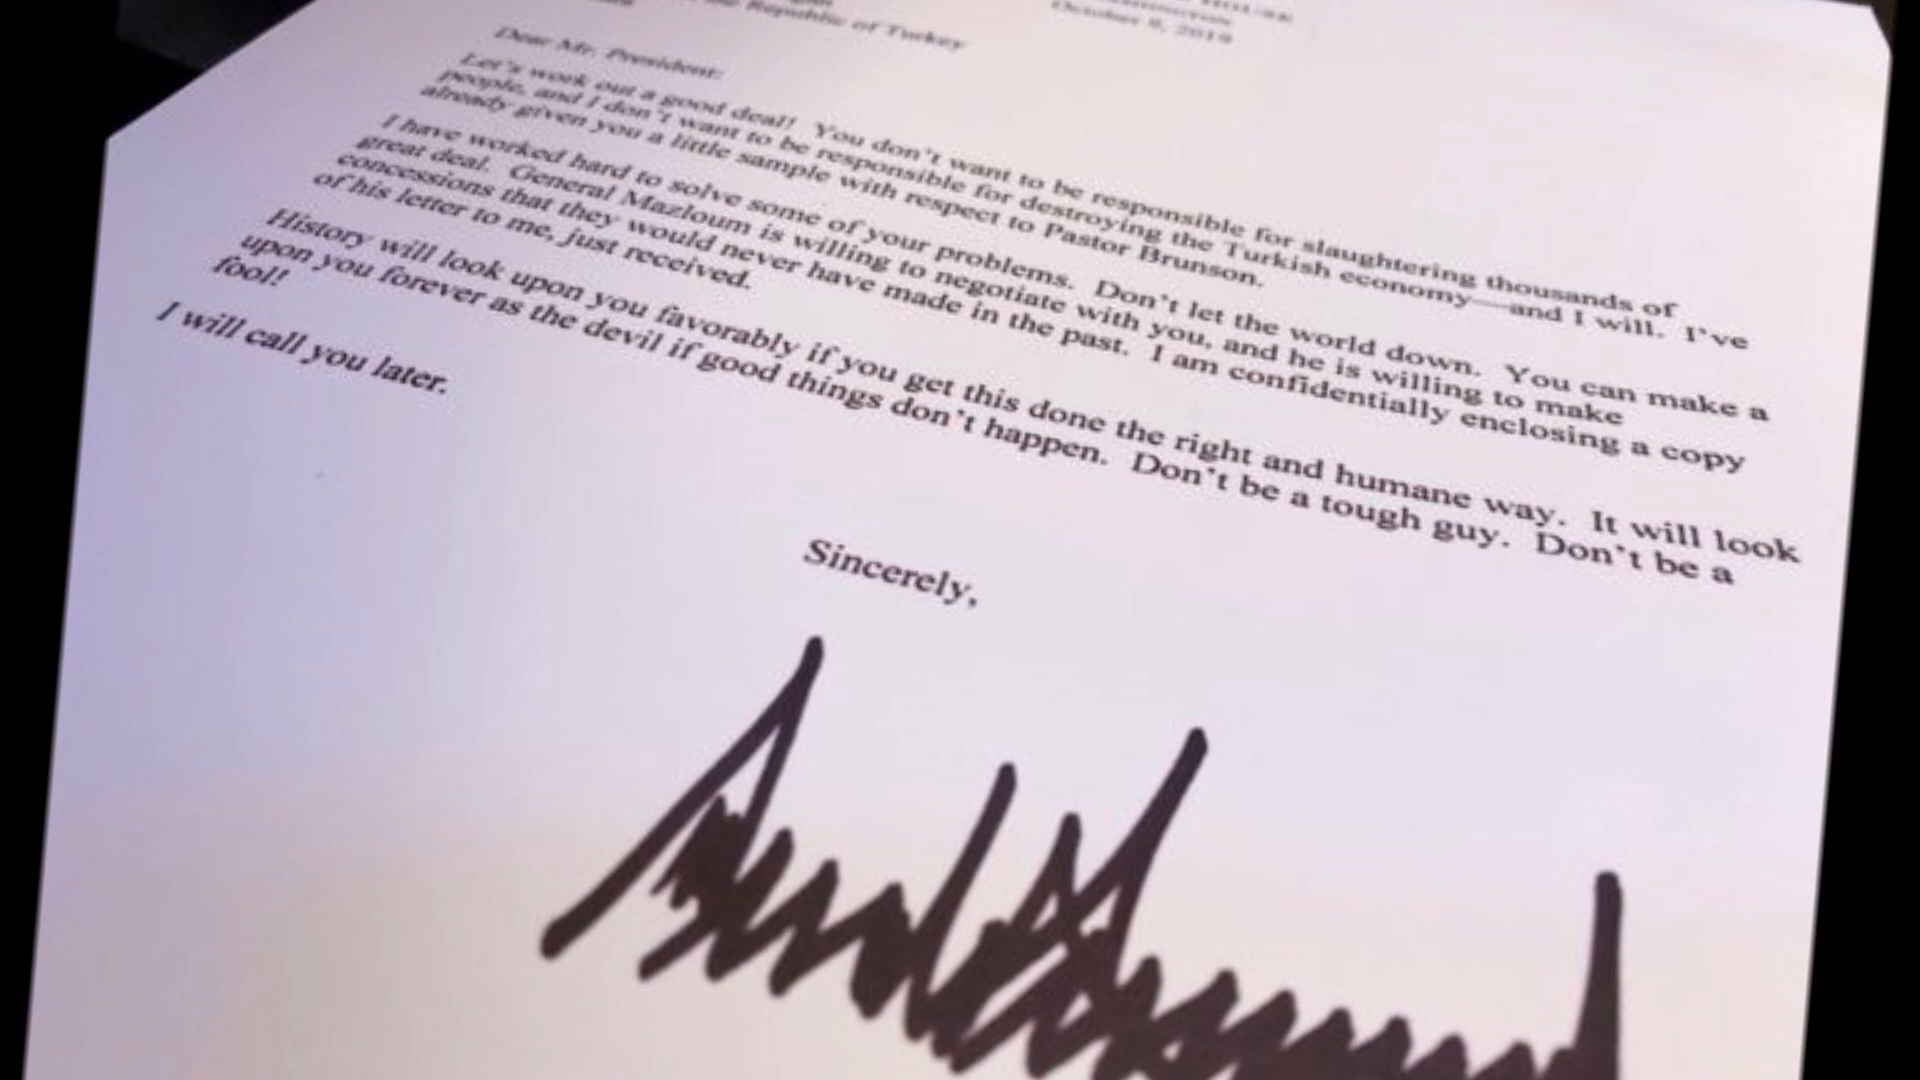 October 9, 2019
the Republic of Turkey
Dear Mr. President:
Let's work out a good deal! You don't want to be responsible for slaughtering thousands of
people, and I don't want to be responsible for destroying the Turkish economy—and I will. I've
already given you a little sample with respect to Pastor Brunson.
I have worked hard to solve some of your problems. Don't let the world down. You can make a
great deal. General Mazloum is willing to negotiate with you, and he is willing to make
concessions that they would never have made in the past. I am confidentially enclosing a copy
of his letter to me, just received.
History will look upon you favorably if you get this done the right and humane way. It will look
upon you forever as the devil if good things don't happen. Don't be a tough guy. Don't be a
fool!
I will call you later.
Sincerely,